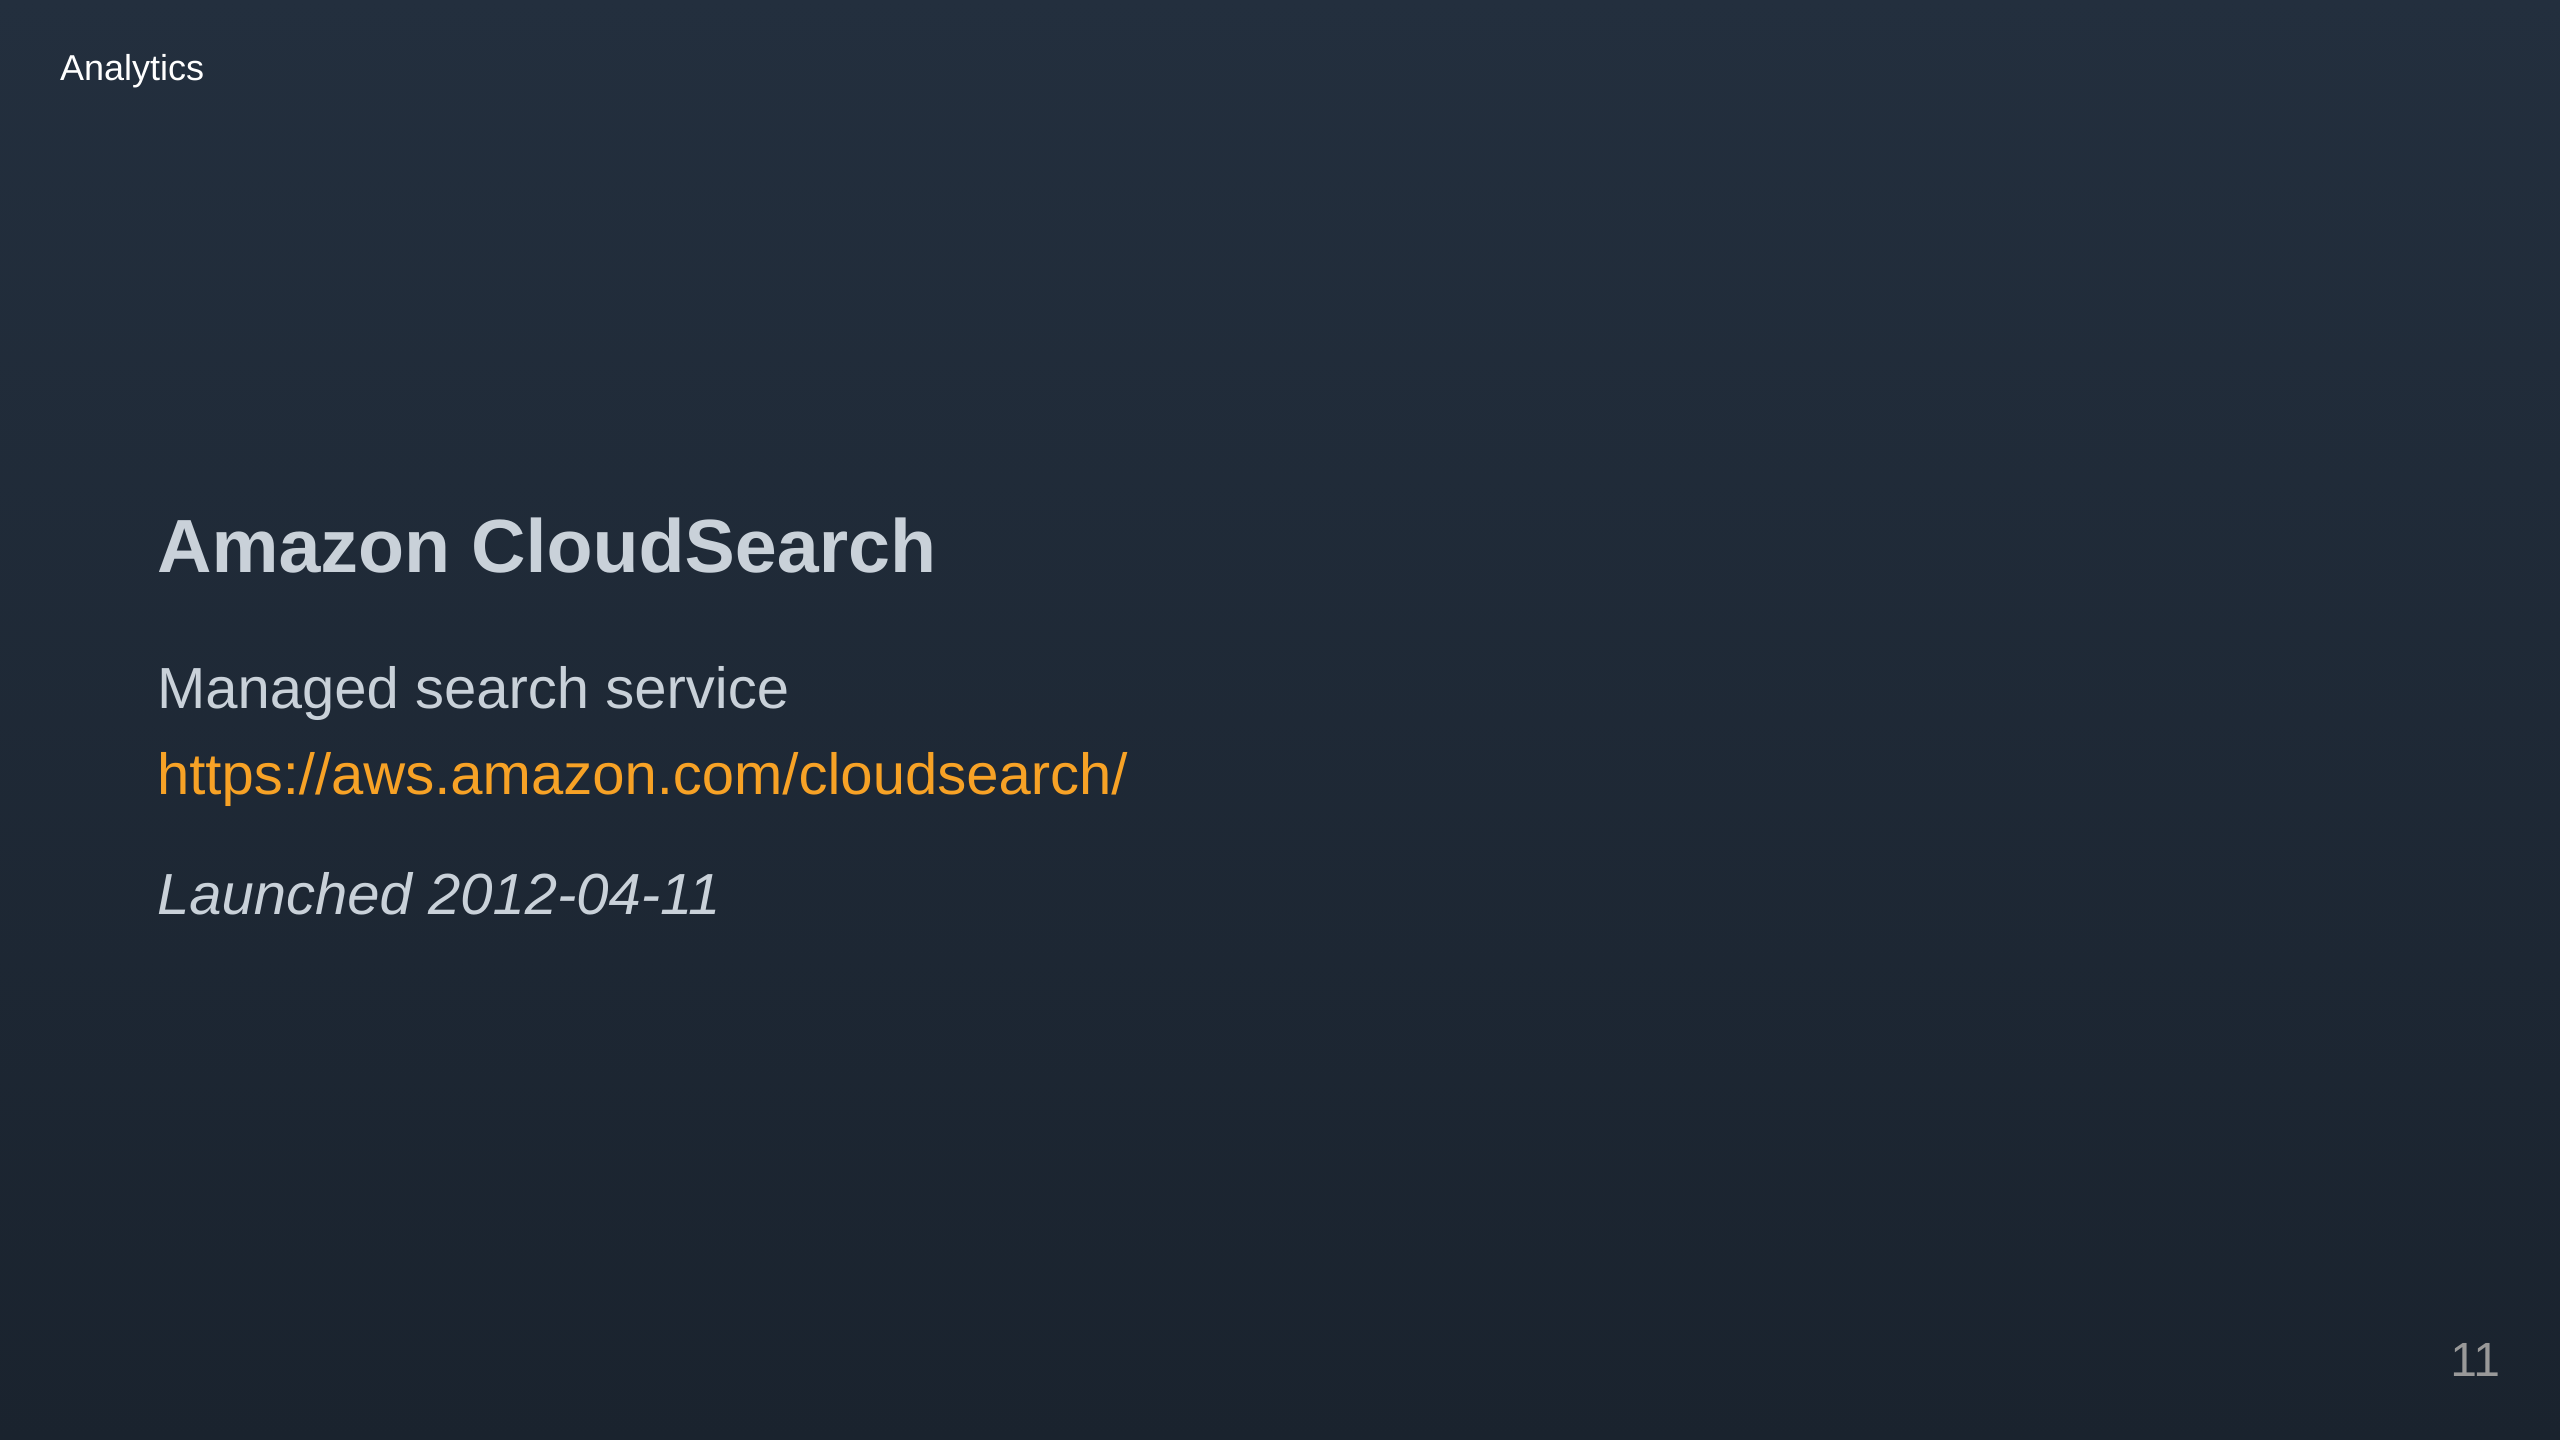 Analytics
Amazon CloudSearch
Managed search service
https://aws.amazon.com/cloudsearch/
Launched 2012-04-11
11